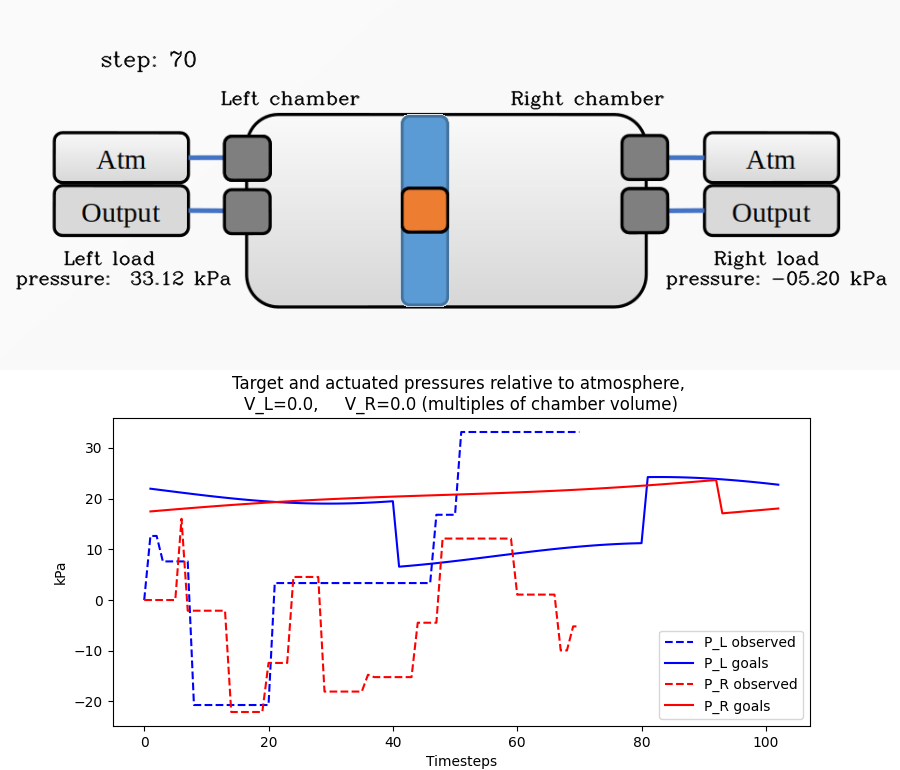 step: 70
Left chamber
Right chamber
Atm
Atm
Output
Output
Left load
pressure:  33.12 kPa
Right load
pressure: −05.20 kPa
Target and actuated pressures relative to atmosphere,
V_L=0.0,     V_R=0.0 (multiples of chamber volume)
30
20
10
0
−10
−20
kPa
P_L observed
P_L goals
P_R observed
P_R goals
0
20
40
60
80
100
Timesteps